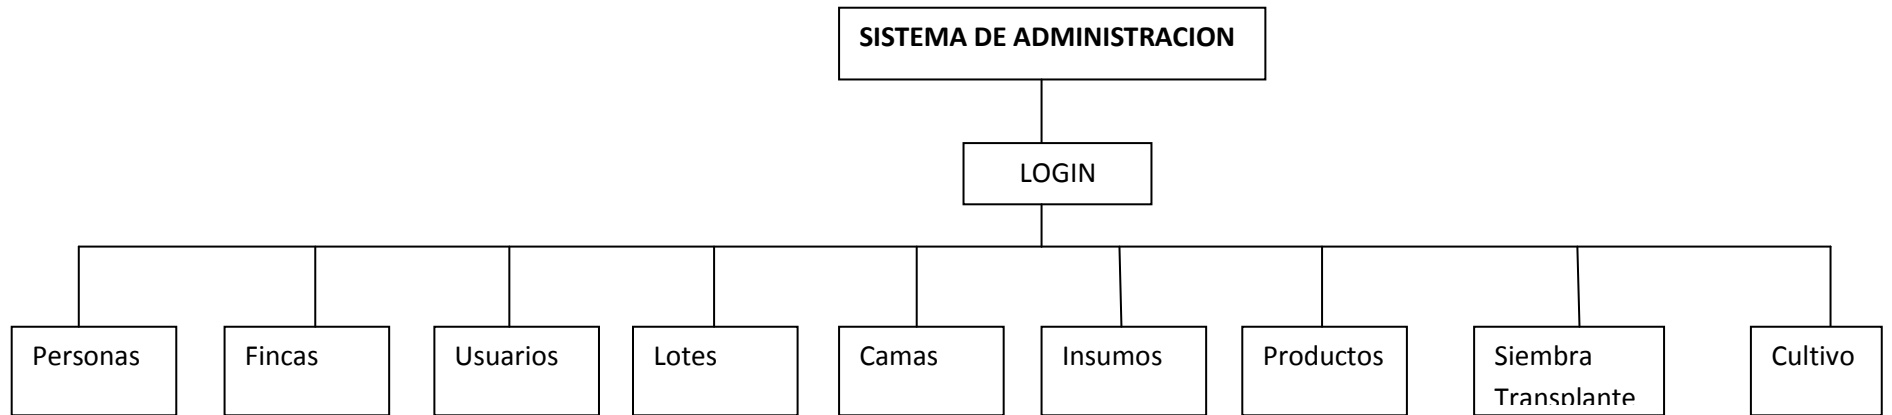 SISTEMA DE ADMINISTRACION
LOGIN
Personas
Fincas
Usuarios
Lotes
Camas
Insumos
Productos
Siembra
Transplante
Cultivo